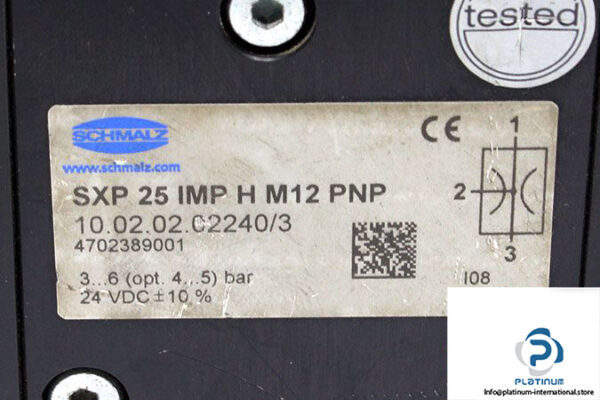 tested
SCHMALZ
www.schmalz.com
CE
SXP 25 IMP H M12 PNP
10.02.02.02240/3
4702389001
3...6 (opt. 4...5) bar
24 VDC ± 10 %
1
2
3
I08
PLATINUM
Info@platinum-international.store